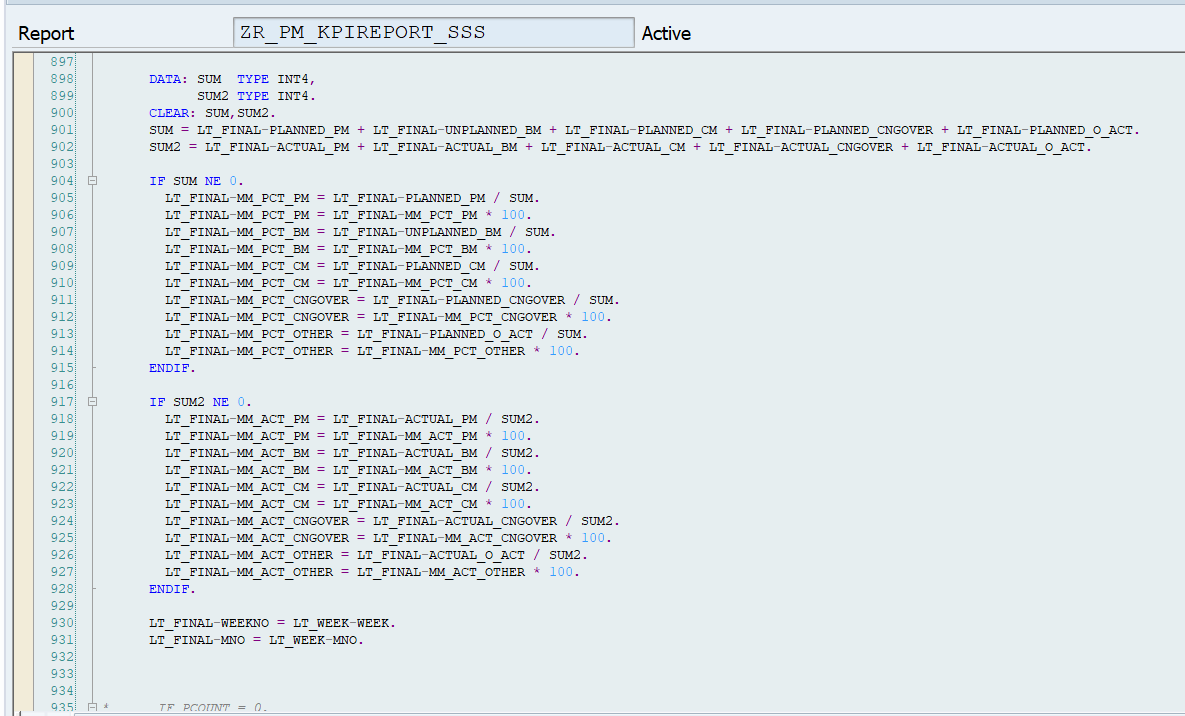 Report ZR_PM_KPIREPORT_SSS Active
897
898 DATA: SUM  TYPE INT4,
899 SUM2 TYPE INT4.
900 CLEAR: SUM,SUM2.
901 SUM = LT_FINAL-PLANNED_PM + LT_FINAL-UNPLANNED_BM + LT_FINAL-PLANNED_CM + LT_FINAL-PLANNED_CNGOVER + LT_FINAL-PLANNED_O_ACT.
902 SUM2 = LT_FINAL-ACTUAL_PM + LT_FINAL-ACTUAL_BM + LT_FINAL-ACTUAL_CM + LT_FINAL-ACTUAL_CNGOVER + LT_FINAL-ACTUAL_O_ACT.
903
904 IF SUM NE 0.
905 LT_FINAL-MM_PCT_PM = LT_FINAL-PLANNED_PM / SUM.
906 LT_FINAL-MM_PCT_PM = LT_FINAL-MM_PCT_PM * 100.
907 LT_FINAL-MM_PCT_BM = LT_FINAL-UNPLANNED_BM / SUM.
908 LT_FINAL-MM_PCT_BM = LT_FINAL-MM_PCT_BM * 100.
909 LT_FINAL-MM_PCT_CM = LT_FINAL-PLANNED_CM / SUM.
910 LT_FINAL-MM_PCT_CM = LT_FINAL-MM_PCT_CM * 100.
911 LT_FINAL-MM_PCT_CNGOVER = LT_FINAL-PLANNED_CNGOVER / SUM.
912 LT_FINAL-MM_PCT_CNGOVER = LT_FINAL-MM_PCT_CNGOVER * 100.
913 LT_FINAL-MM_PCT_OTHER = LT_FINAL-PLANNED_O_ACT / SUM.
914 LT_FINAL-MM_PCT_OTHER = LT_FINAL-MM_PCT_OTHER * 100.
915 ENDIF.
916
917 IF SUM2 NE 0.
918 LT_FINAL-MM_ACT_PM = LT_FINAL-ACTUAL_PM / SUM2.
919 LT_FINAL-MM_ACT_PM = LT_FINAL-MM_ACT_PM * 100.
920 LT_FINAL-MM_ACT_BM = LT_FINAL-ACTUAL_BM / SUM2.
921 LT_FINAL-MM_ACT_BM = LT_FINAL-MM_ACT_BM * 100.
922 LT_FINAL-MM_ACT_CM = LT_FINAL-ACTUAL_CM / SUM2.
923 LT_FINAL-MM_ACT_CM = LT_FINAL-MM_ACT_CM * 100.
924 LT_FINAL-MM_ACT_CNGOVER = LT_FINAL-ACTUAL_CNGOVER / SUM2.
925 LT_FINAL-MM_ACT_CNGOVER = LT_FINAL-MM_ACT_CNGOVER * 100.
926 LT_FINAL-MM_ACT_OTHER = LT_FINAL-ACTUAL_O_ACT / SUM2.
927 LT_FINAL-MM_ACT_OTHER = LT_FINAL-MM_ACT_OTHER * 100.
928 ENDIF.
929
930 LT_FINAL-WEEKNO = LT_WEEK-WEEK.
931 LT_FINAL-MNO = LT_WEEK-MNO.
932
933
934
935 * IF PCOUNT = 0.